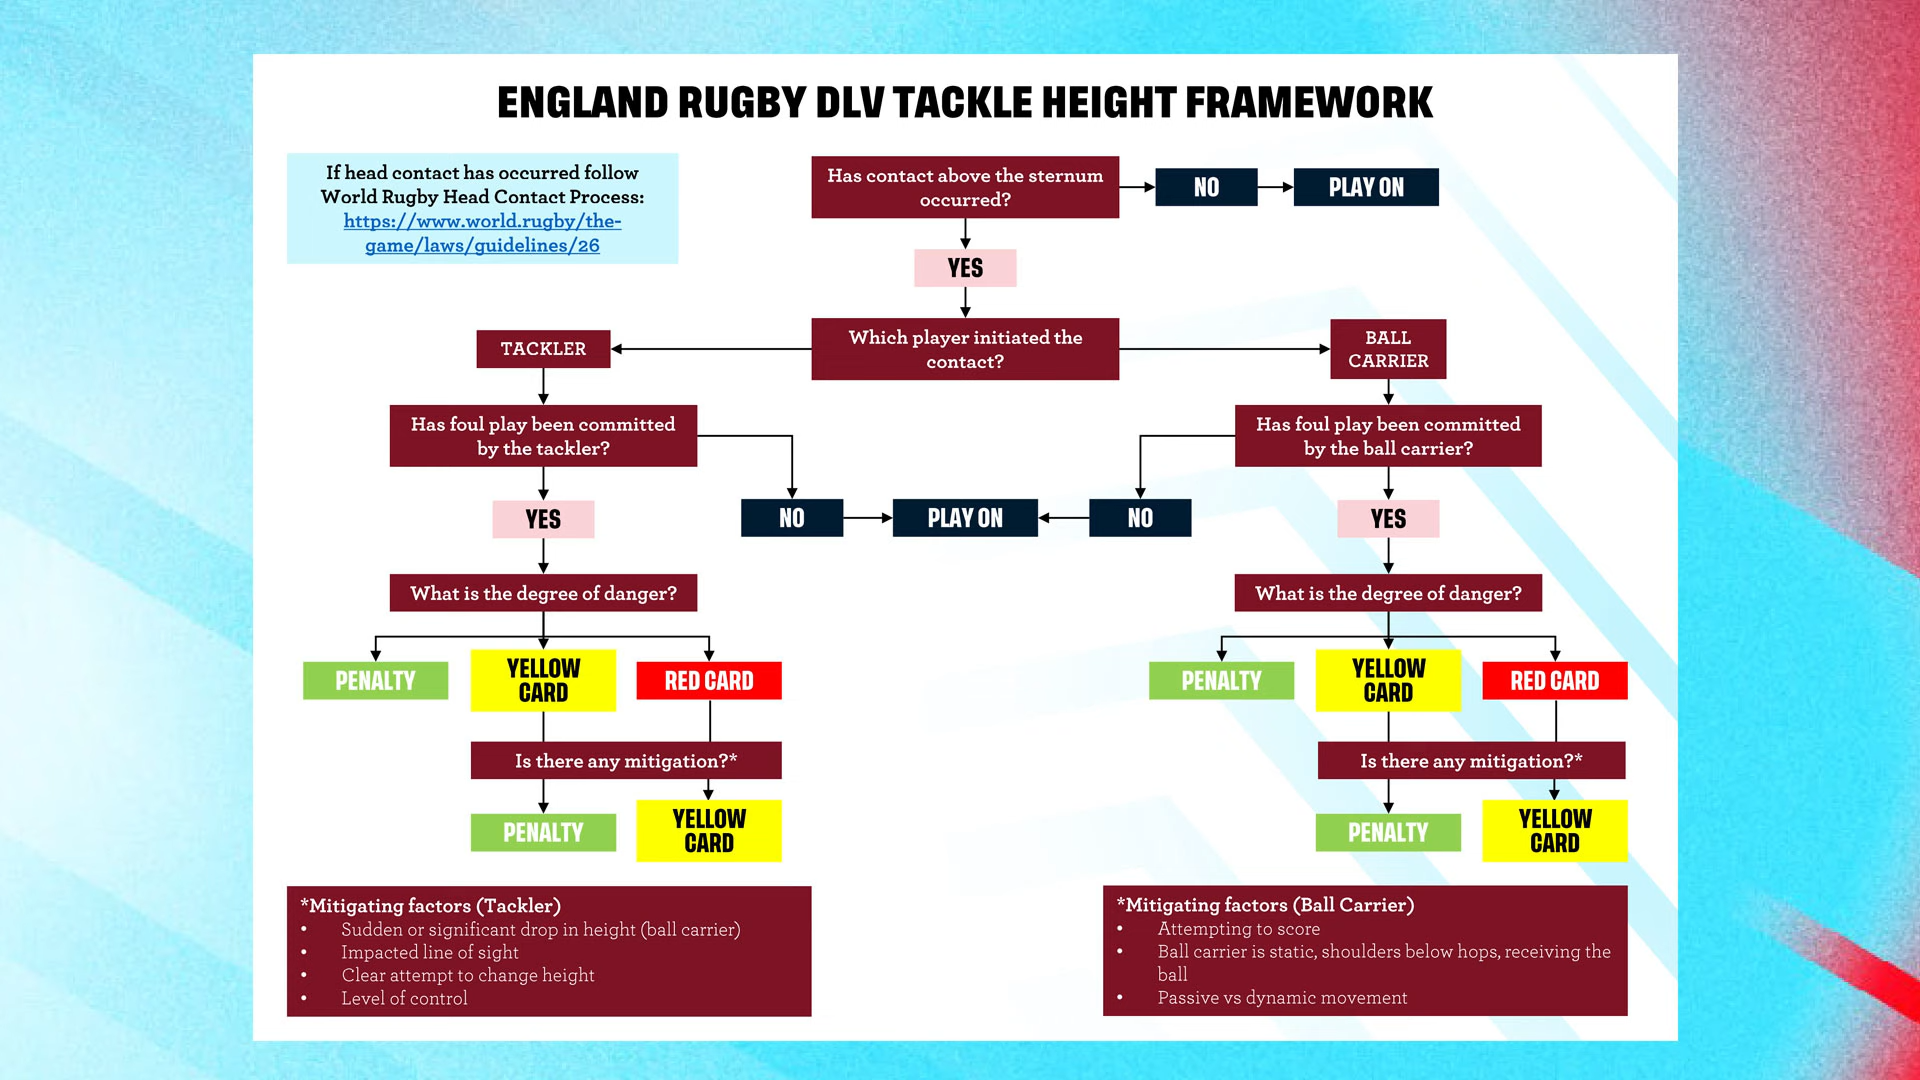 ENGLAND RUGBY DLV TACKLE HEIGHT FRAMEWORK
If head contact has occurred follow
World Rugby Head Contact Process:
https://www.world.rugby/the-
game/laws/guidelines/26
Has contact above the sternum
occurred?
NO
PLAY ON
YES
Which player initiated the
contact?
TACKLER
BALL
CARRIER
Has foul play been committed
by the tackler?
Has foul play been committed
by the ball carrier?
YES
NO
PLAY ON
NO
YES
What is the degree of danger?
What is the degree of danger?
PENALTY
YELLOW
CARD
RED CARD
PENALTY
YELLOW
CARD
RED CARD
Is there any mitigation?*
Is there any mitigation?*
PENALTY
YELLOW
CARD
PENALTY
YELLOW
CARD
*Mitigating factors (Tackler)
• Sudden or significant drop in height (ball carrier)
• Impacted line of sight
• Clear attempt to change height
• Level of control
*Mitigating factors (Ball Carrier)
• Attempting to score
• Ball carrier is static, shoulders below hops, receiving the
ball
• Passive vs dynamic movement